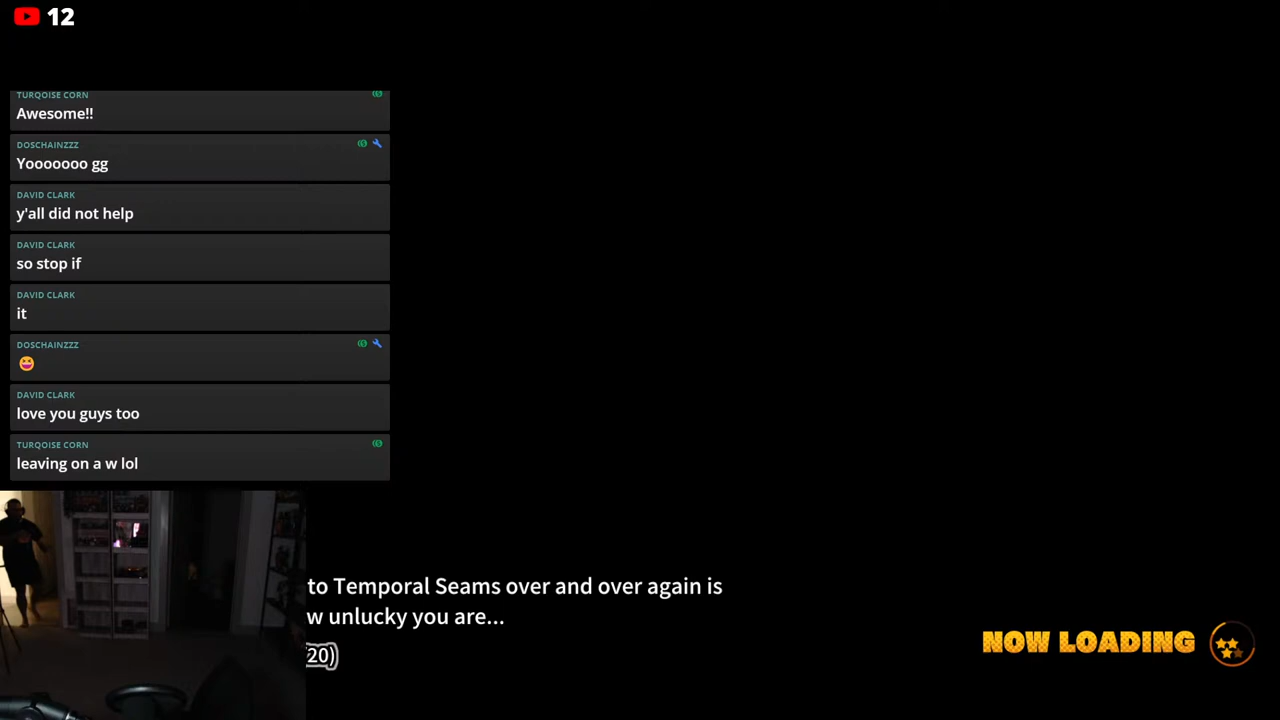 12
TURQOISE CORN
Awesome!!
DOSCHAINZZZ
Yooooooo gg
DAVID CLARK
y'all did not help
DAVID CLARK
so stop if
DAVID CLARK
it
DOSCHAINZZZ
😆
DAVID CLARK
love you guys too
TURQOISE CORN
leaving on a w lol
to Temporal Seams over and over again is
w unlucky you are...
20)
NOW LOADING